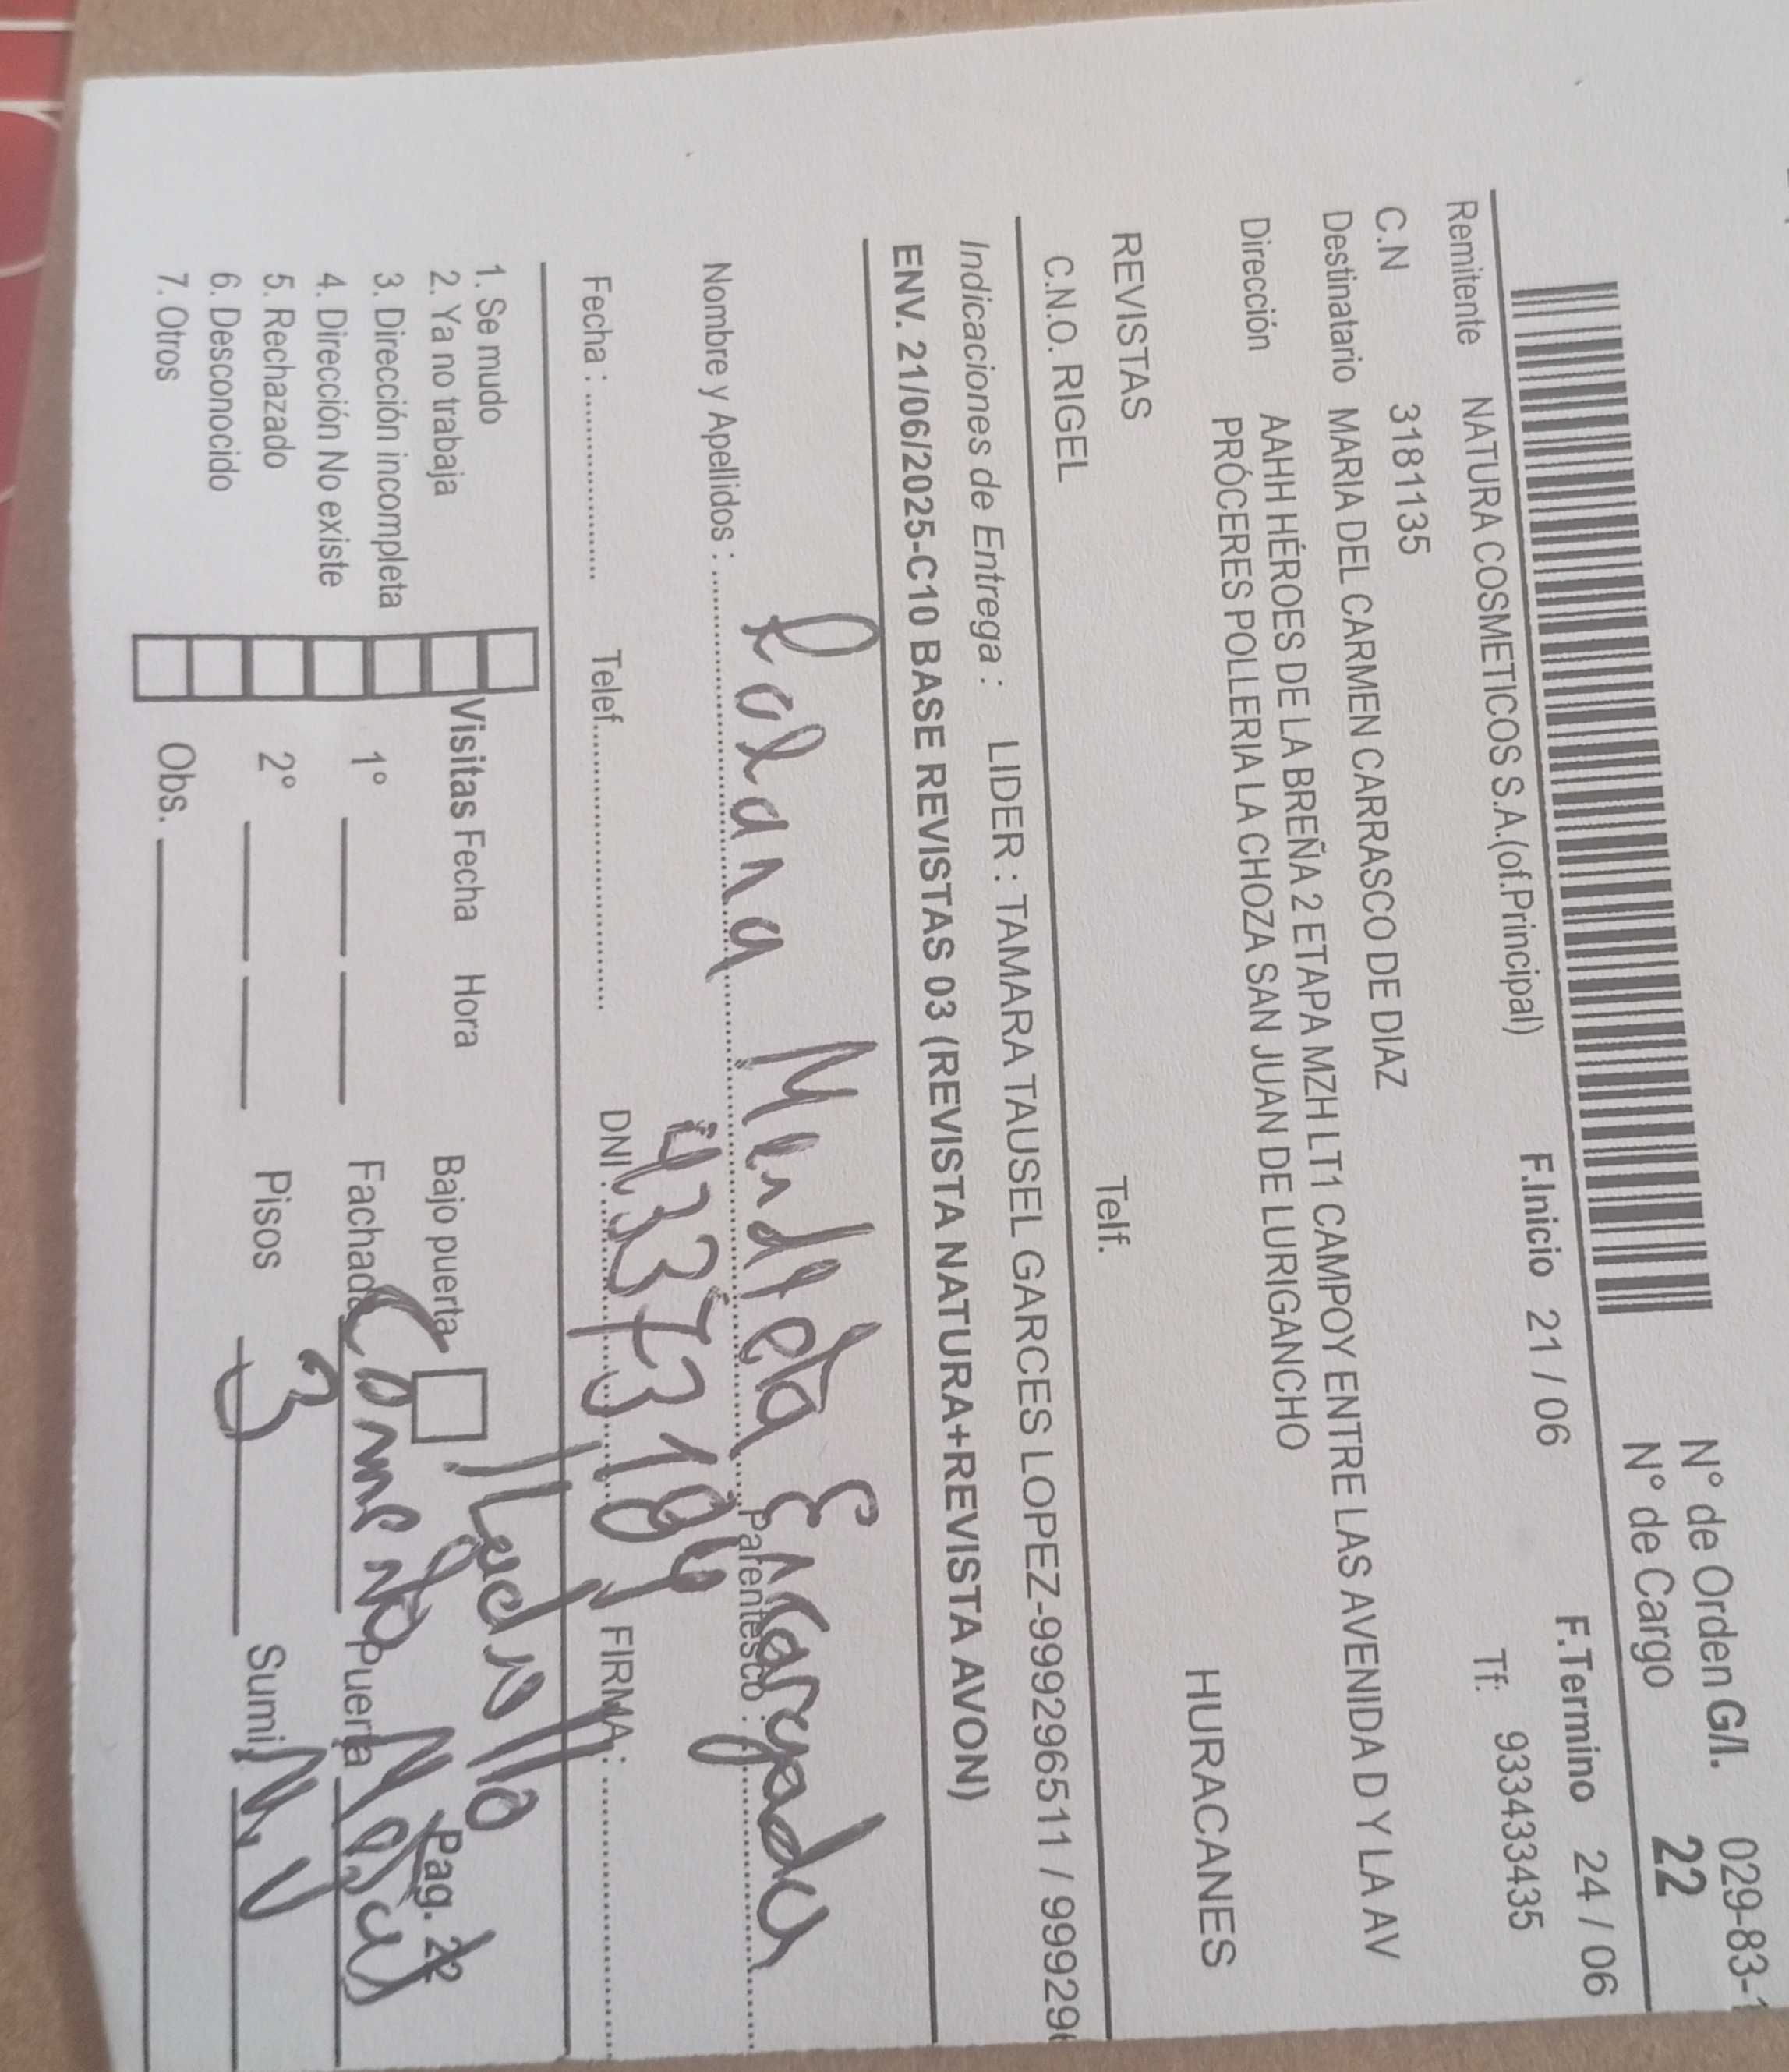 N° de Orden G/I. 029-83-
N° de Cargo 22
F.Inicio 21 / 06 F.Termino 24 / 06
Remitente NATURA COSMETICOS S.A.(of.Principal) Tf: 933433435
C.N 3181135
Destinatario MARIA DEL CARMEN CARRASCO DE DIAZ
Dirección AAHH HÉROES DE LA BREÑA 2 ETAPA MZH LT1 CAMPOY ENTRE LAS AVENIDA D Y LA AV
PRÓCERES POLLERIA LA CHOZA SAN JUAN DE LURIGANCHO
HURACANES
REVISTAS Telf.
C.N.O. RIGEL
Indicaciones de Entrega : LIDER : TAMARA TAUSEL GARCES LOPEZ-999296511 / 99929
ENV. 21/06/2025-C10 BASE REVISTAS 03 (REVISTA NATURA+REVISTA AVON)
Nombre y Apellidos : Mendieta Encargada Parentesco :
Fecha : Telef. DNI : FIRMA :
1. Se mudo
2. Ya no trabaja
3. Dirección incompleta
4. Dirección No existe
5. Rechazado
6. Desconocido
7. Otros
Visitas Fecha Hora Bajo puerta Ladrillo Pag. 22
1° Fachada Puerta
2° Pisos 3 Sumi
Obs.